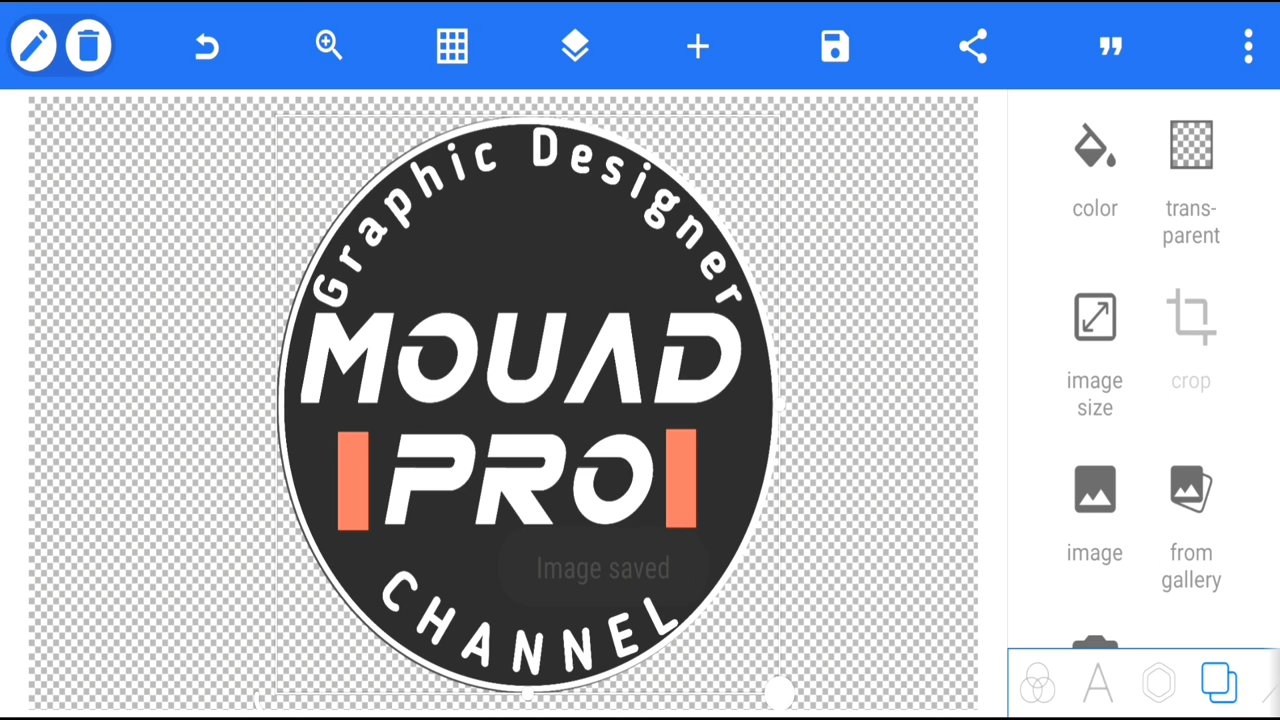 Graphic Designer
MOUAD
PRO
CHANNEL
Image saved
color
trans-
parent
image
size
crop
image
from
gallery